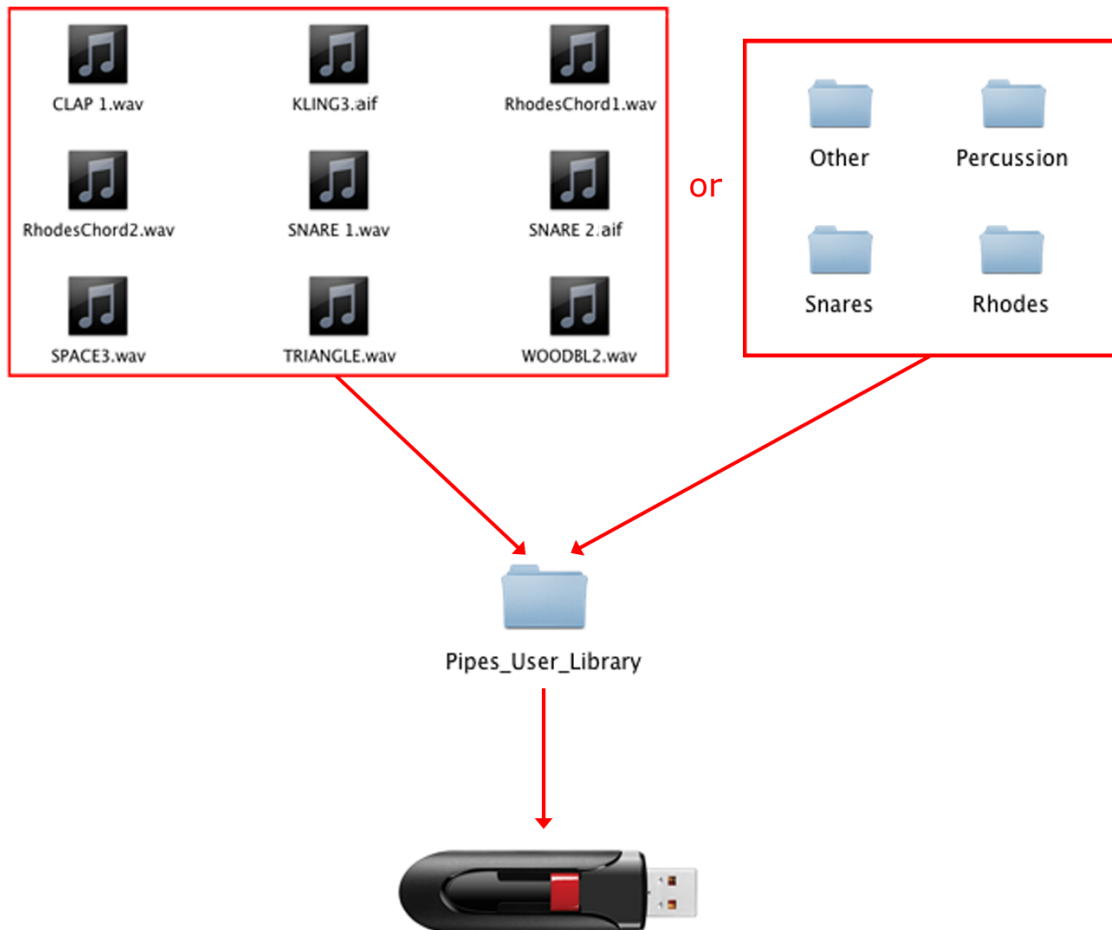 CLAP 1.wav
KLING3.aif
RhodesChord1.wav
RhodesChord2.wav
SNARE 1.wav
SNARE 2.aif
SPACE3.wav
TRIANGLE.wav
WOODBL2.wav
or
Other
Percussion
Snares
Rhodes
Pipes_User_Library